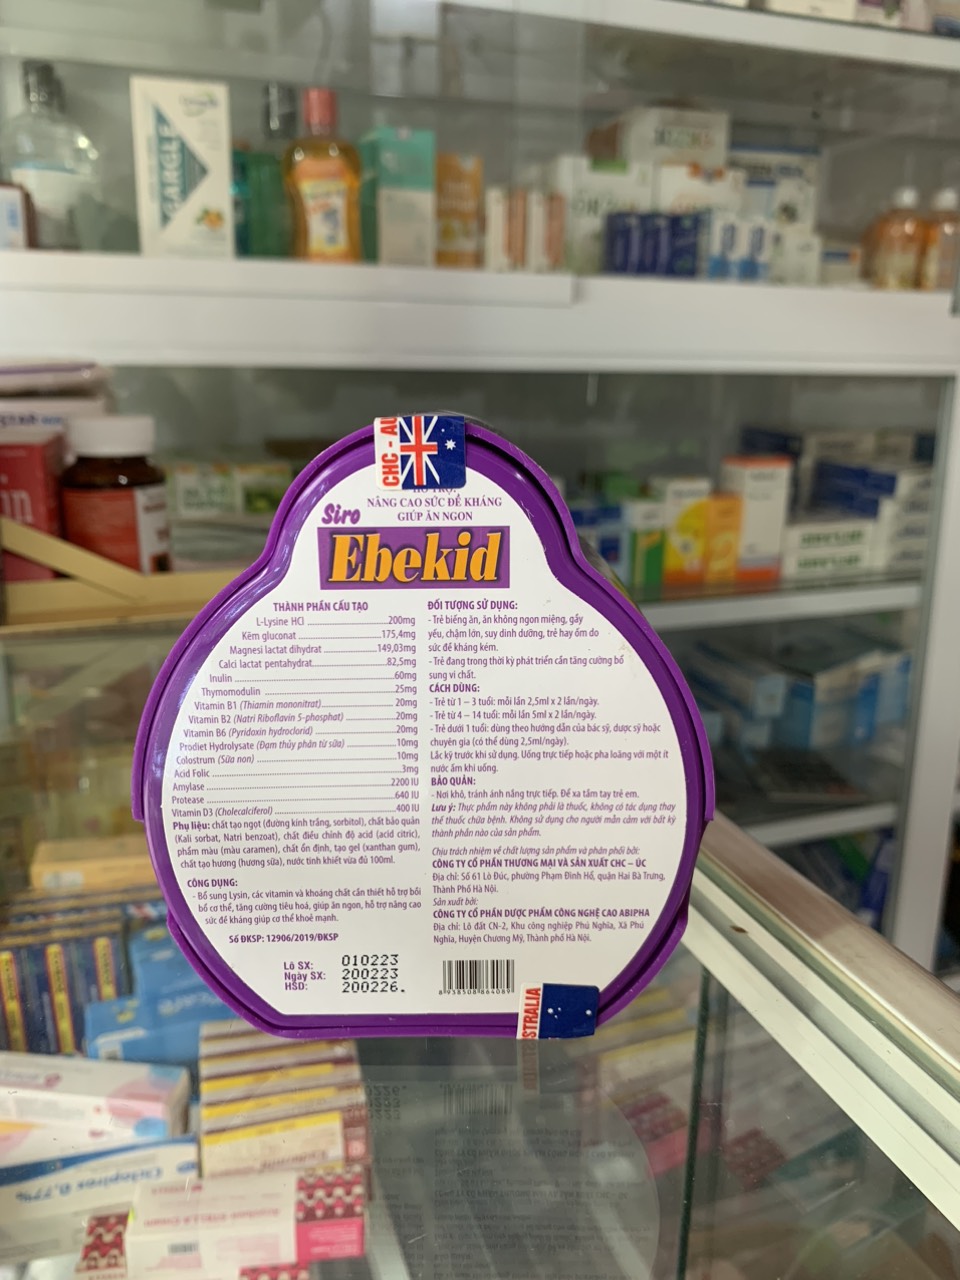 GARGLE
CHC - AU
HỖ TRỢ
NÂNG CAO SỨC ĐỀ KHÁNG
GIÚP ĂN NGON
Siro
Ebekid
THÀNH PHẦN CẤU TẠO
L-Lysine HCl ... 200mg
Kẽm gluconat ... 175,4mg
Magnesi lactat dihydrat ... 149,03mg
Calci lactat pentahydrat ... 82,5mg
Inulin ... 60mg
Thymomodulin ... 25mg
Vitamin B1 (Thiamin mononitrat) ... 20mg
Vitamin B2 (Natri Riboflavin 5-phosphat) ... 20mg
Vitamin B6 (Pyridoxin hydroclorid) ... 20mg
Prodiet Hydrolysate (Đạm thủy phân từ sữa) ... 10mg
Colostrum (Sữa non) ... 10mg
Acid Folic ... 3mg
Amylase ... 2200 IU
Protease ... 640 IU
Vitamin D3 (Cholecalciferol) ... 400 IU
Phụ liệu: chất tạo ngọt (đường kính trắng, sorbitol), chất bảo quản
(Kali sorbat, Natri benzoat), chất điều chỉnh độ acid (acid citric),
phẩm màu (màu caramen), chất ổn định, tạo gel (xanthan gum),
chất tạo hương (hương sữa), nước tinh khiết vừa đủ 100ml.
CÔNG DỤNG:
- Bổ sung Lysin, các vitamin và khoáng chất cần thiết hỗ trợ bồi
bổ cơ thể, tăng cường tiêu hoá, giúp ăn ngon, hỗ trợ nâng cao
sức đề kháng giúp cơ thể khoẻ mạnh.
Số ĐKSP: 12906/2019/ĐKSP
Lô SX: 010223
Ngày SX: 200223
HSD: 200226.
ĐỐI TƯỢNG SỬ DỤNG:
- Trẻ biếng ăn, ăn không ngon miệng, gầy
yếu, chậm lớn, suy dinh dưỡng, trẻ hay ốm do
sức đề kháng kém.
- Trẻ đang trong thời kỳ phát triển cần tăng cường bổ
sung vi chất.
CÁCH DÙNG:
- Trẻ từ 1 – 3 tuổi: mỗi lần 2,5ml x 2 lần/ngày.
- Trẻ từ 4 – 14 tuổi: mỗi lần 5ml x 2 lần/ngày.
- Trẻ dưới 1 tuổi: dùng theo hướng dẫn của bác sỹ, dược sỹ hoặc
chuyên gia (có thể dùng 2,5ml/ngày).
Lắc kỹ trước khi sử dụng. Uống trực tiếp hoặc pha loãng với một ít
nước ấm khi uống.
BẢO QUẢN:
- Nơi khô, tránh ánh nắng trực tiếp. Để xa tầm tay trẻ em.
Lưu ý: Thực phẩm này không phải là thuốc, không có tác dụng thay
thế thuốc chữa bệnh. Không sử dụng cho người mẫn cảm với bất kỳ
thành phần nào của sản phẩm.
Chịu trách nhiệm về chất lượng sản phẩm và phân phối bởi:
CÔNG TY CỔ PHẦN THƯƠNG MẠI VÀ SẢN XUẤT CHC – ÚC
Địa chỉ: Số 61 Lò Đúc, phường Phạm Đình Hổ, quận Hai Bà Trưng,
Thành Phố Hà Nội.
Sản xuất bởi:
CÔNG TY CỔ PHẦN DƯỢC PHẨM CÔNG NGHỆ CAO ABIPHA
Địa chỉ: Lô đất CN-2, Khu công nghiệp Phú Nghĩa, Xã Phú
Nghĩa, Huyện Chương Mỹ, Thành phố Hà Nội.
8 938508 864089
STRALIA